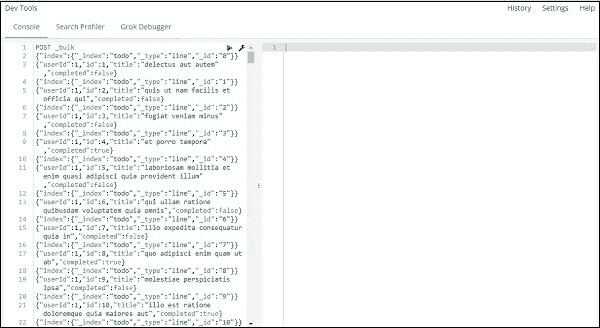 Dev Tools
History Settings Help
Console Search Profiler Grok Debugger
1 POST _bulk
2 {"index":{"_index":"todo","_type":"line","_id":"0"}}
3 {"userId":1,"id":1,"title":"delectus aut autem"
,"completed":false}
4 {"index":{"_index":"todo","_type":"line","_id":"1"}}
5 {"userId":1,"id":2,"title":"quis ut nam facilis et
officia qui","completed":false}
6 {"index":{"_index":"todo","_type":"line","_id":"2"}}
7 {"userId":1,"id":3,"title":"fugiat veniam minus"
,"completed":false}
8 {"index":{"_index":"todo","_type":"line","_id":"3"}}
9 {"userId":1,"id":4,"title":"et porro tempora"
,"completed":true}
10 {"index":{"_index":"todo","_type":"line","_id":"4"}}
11 {"userId":1,"id":5,"title":"laboriosam mollitia et
enim quasi adipisci quia provident illum"
,"completed":false}
12 {"index":{"_index":"todo","_type":"line","_id":"5"}}
13 {"userId":1,"id":6,"title":"qui ullam ratione
quibusdam voluptatem quia omnis","completed":false}
14 {"index":{"_index":"todo","_type":"line","_id":"6"}}
15 {"userId":1,"id":7,"title":"illo expedita consequatur
quia in","completed":false}
16 {"index":{"_index":"todo","_type":"line","_id":"7"}}
17 {"userId":1,"id":8,"title":"quo adipisci enim quam ut
ab","completed":true}
18 {"index":{"_index":"todo","_type":"line","_id":"8"}}
19 {"userId":1,"id":9,"title":"molestiae perspiciatis
ipsa","completed":false}
20 {"index":{"_index":"todo","_type":"line","_id":"9"}}
21 {"userId":1,"id":10,"title":"illo est ratione
doloremque quia maiores aut","completed":true}
22 {"index":{"_index":"todo","_type":"line","_id":"10"}}
1